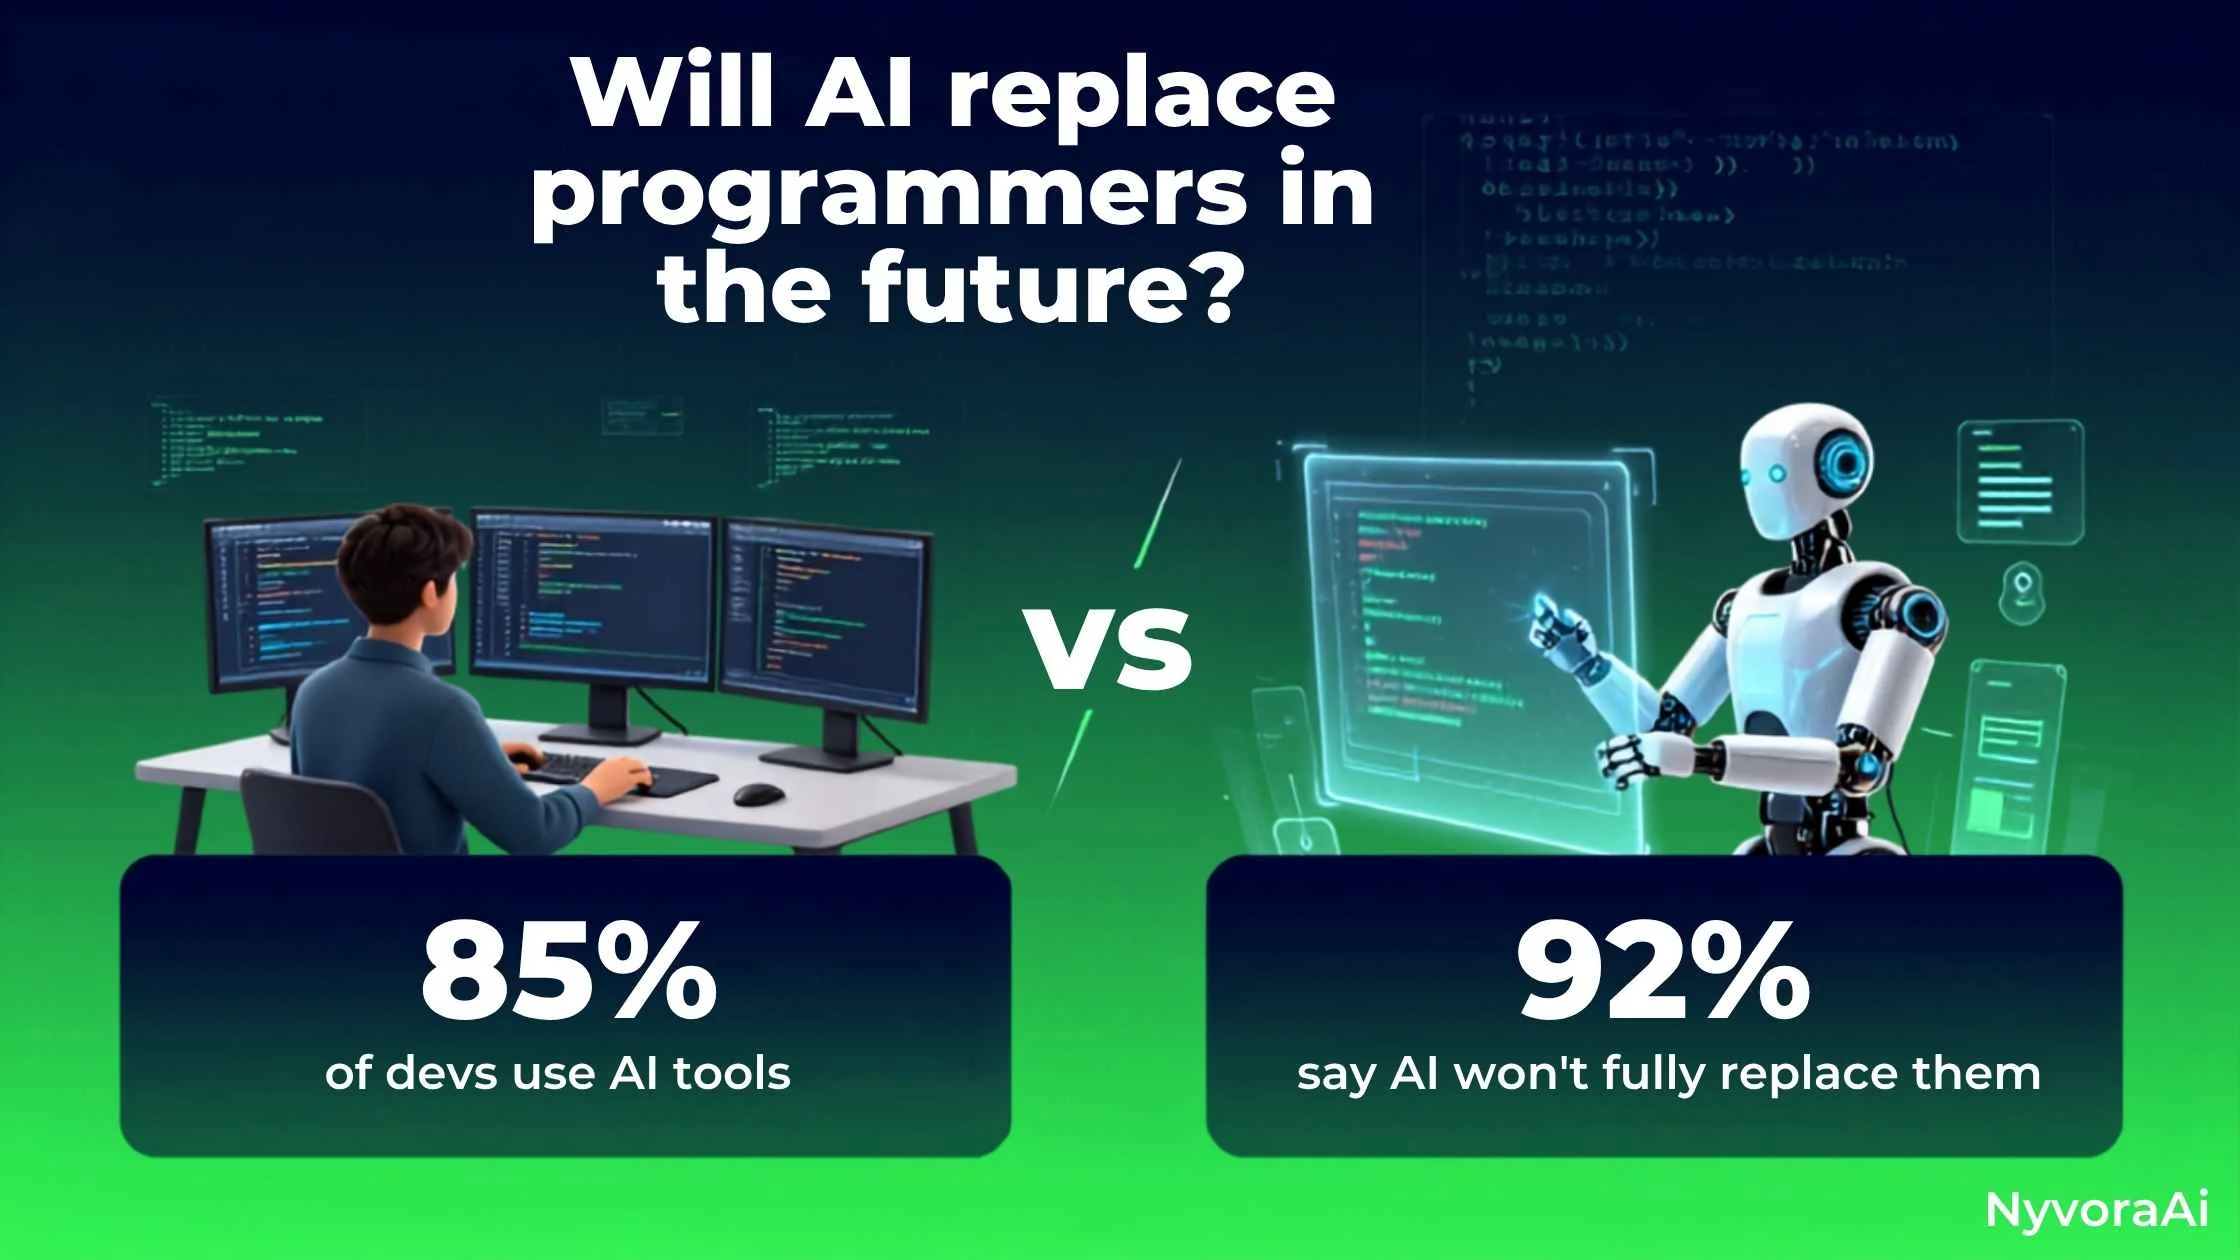 Will AI replace
programmers in
the future?
VS
85%
of devs use AI tools
92%
say AI won't fully replace them
NyvoraAi